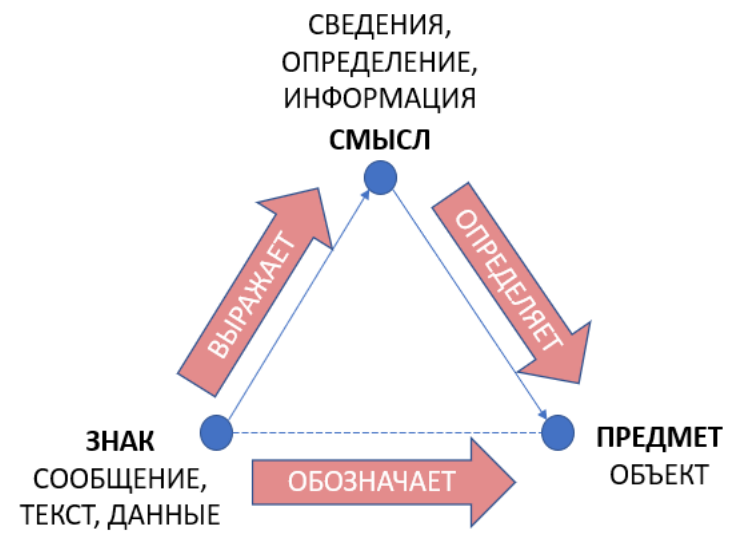 СВЕДЕНИЯ,
ОПРЕДЕЛЕНИЕ,
ИНФОРМАЦИЯ
СМЫСЛ
ВЫРАЖАЕТ
ОПРЕДЕЛЯЕТ
ЗНАК
СООБЩЕНИЕ,
ТЕКСТ, ДАННЫЕ
ОБОЗНАЧАЕТ
ПРЕДМЕТ
ОБЪЕКТ